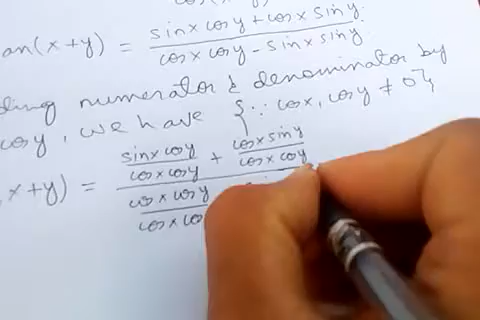 an(x+y) = (sinx cosy + cosx siny) / (cosx cosy - sinx siny)
ding numerator & denominator by
cosy, we have {∵ cosx, cosy ≠ 0},
x+y) = (sinx cosy / cosx cosy + cosx siny / cosx cosy) / (cosx cosy / cosx cos